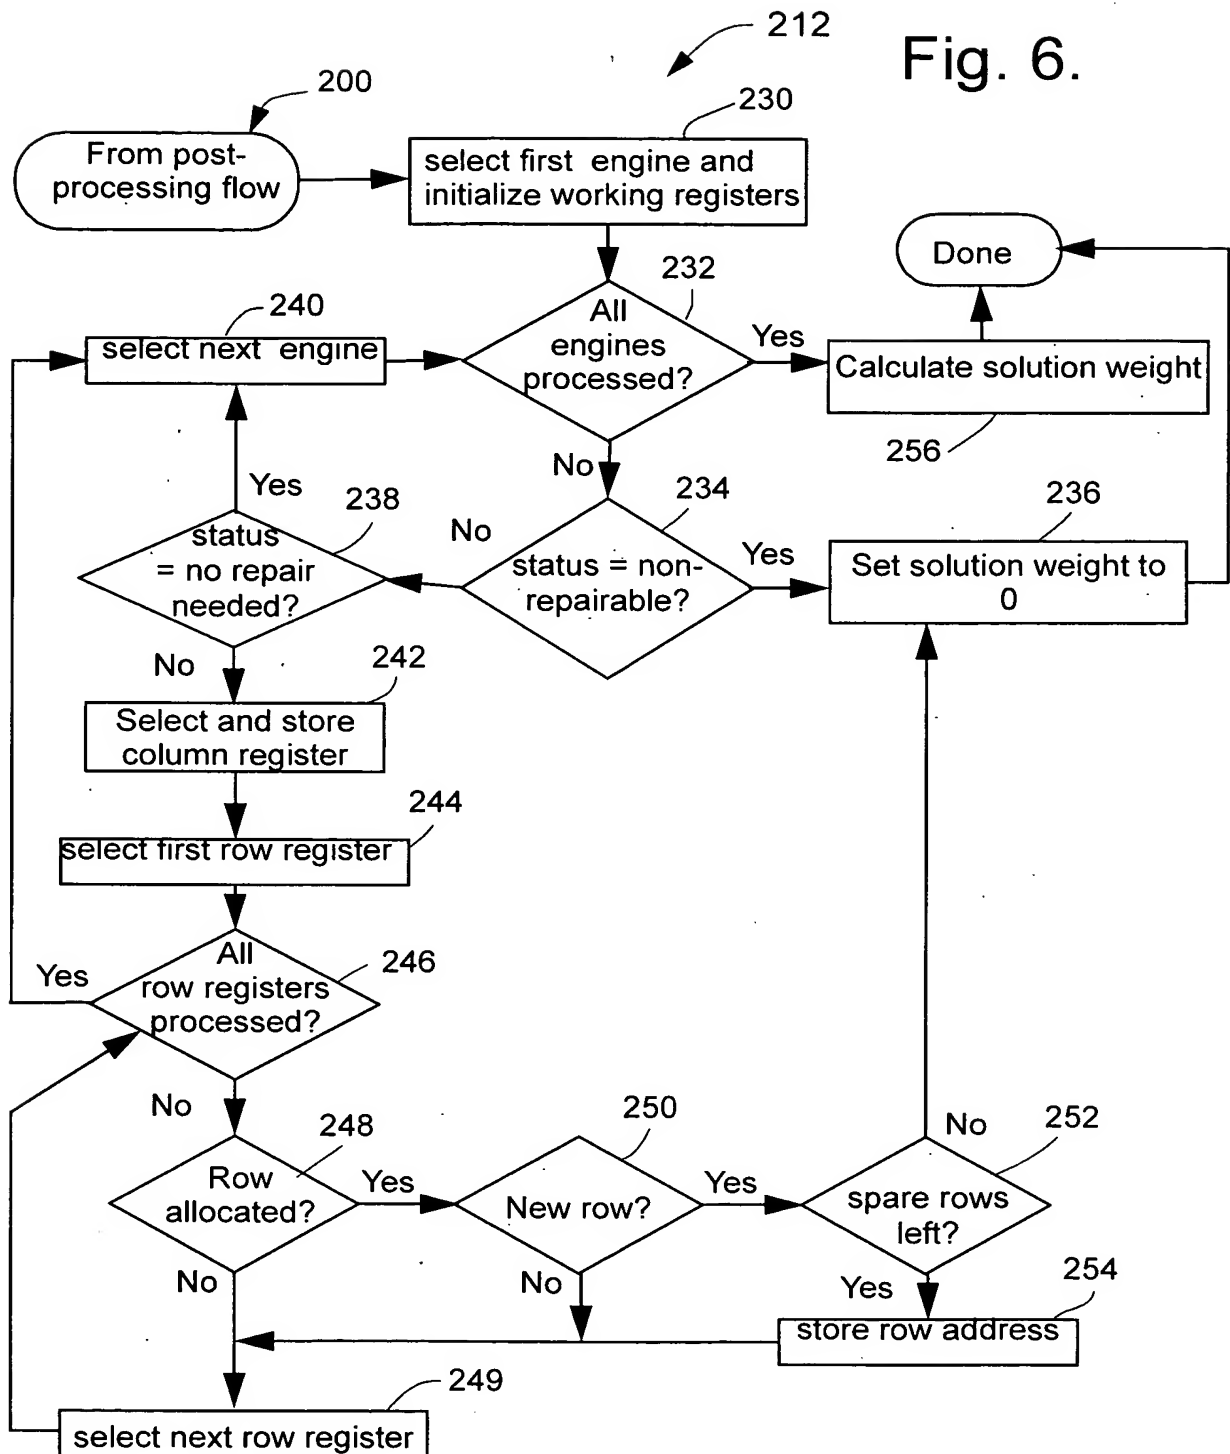 212
Fig. 6.
200
230
From post-
processing flow
select first engine and
initialize working registers
Done
232
All
engines
processed?
Yes
Calculate solution weight
256
240
select next engine
No
Yes
238
status
= no repair
needed?
No
234
status = non-
repairable?
Yes
236
Set solution weight to
0
No
242
Select and store
column register
244
select first row register
Yes
All
row registers
processed?
246
No
248
Row
allocated?
Yes
250
New row?
Yes
No
252
spare rows
left?
No
No
Yes
254
store row address
249
select next row register